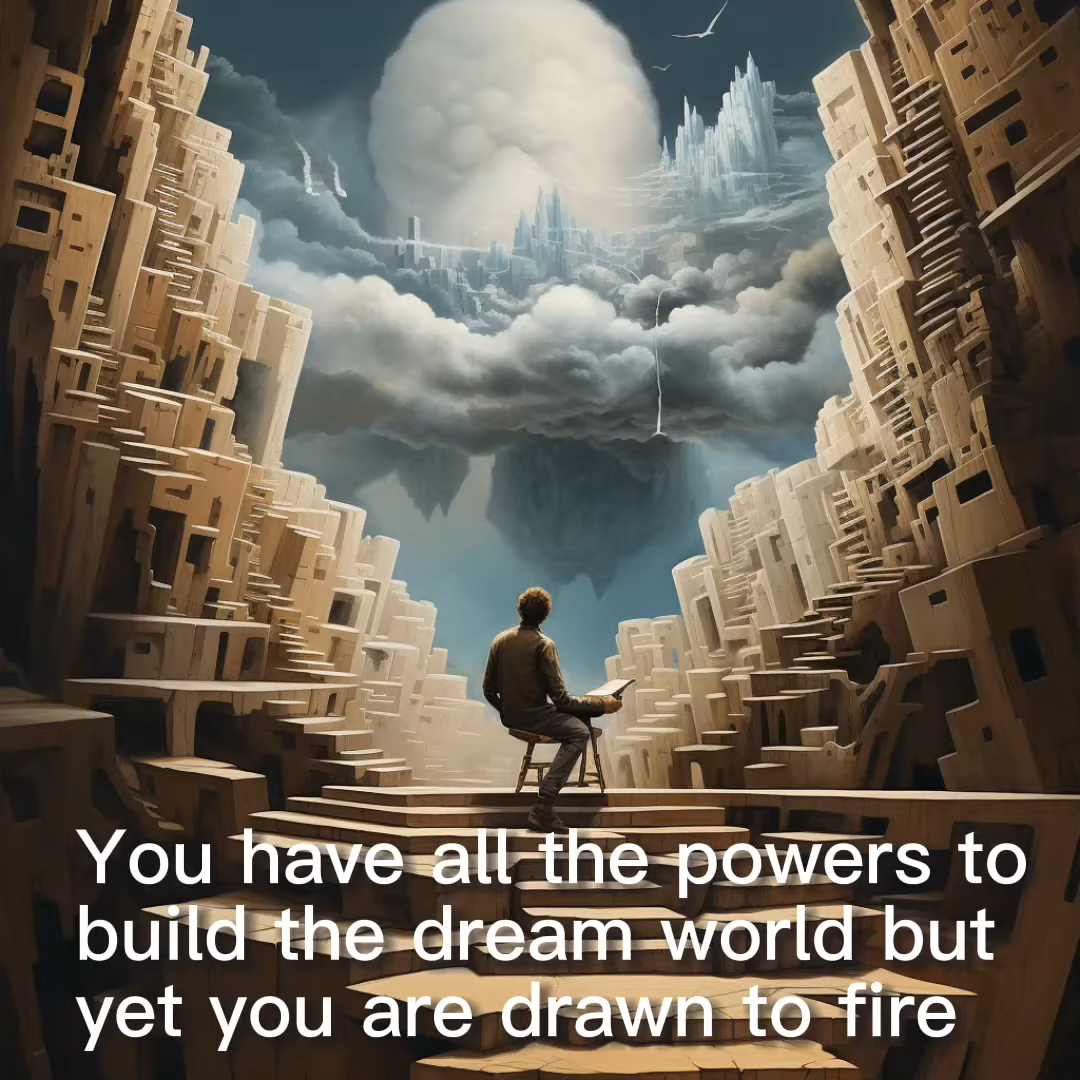 You have all the powers to
build the dream world but
yet you are drawn to fire